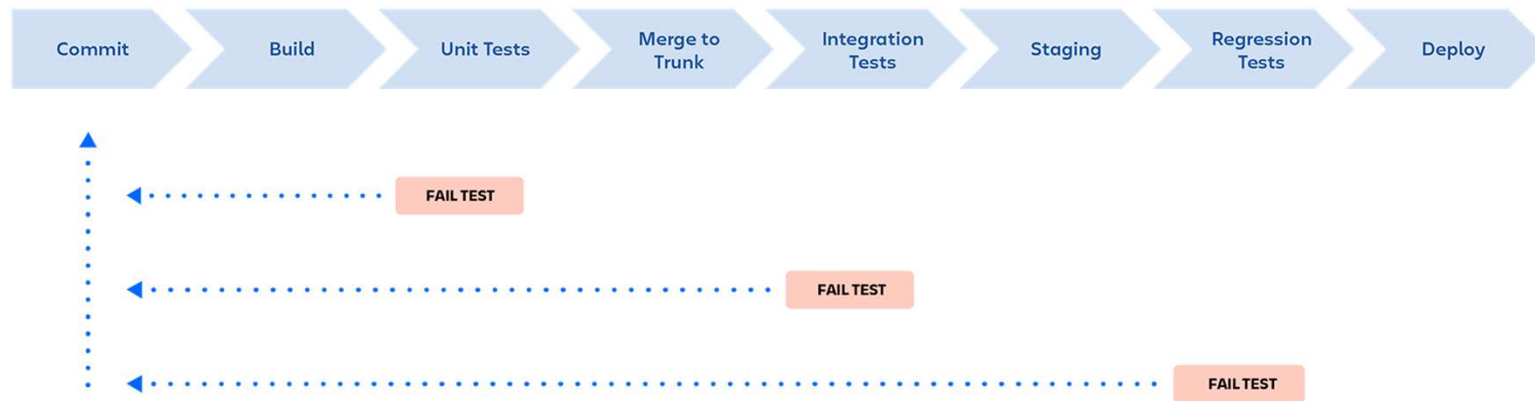 Commit
Build
Unit Tests
Merge to
Trunk
Integration
Tests
Staging
Regression
Tests
Deploy
FAIL TEST
FAIL TEST
FAIL TEST